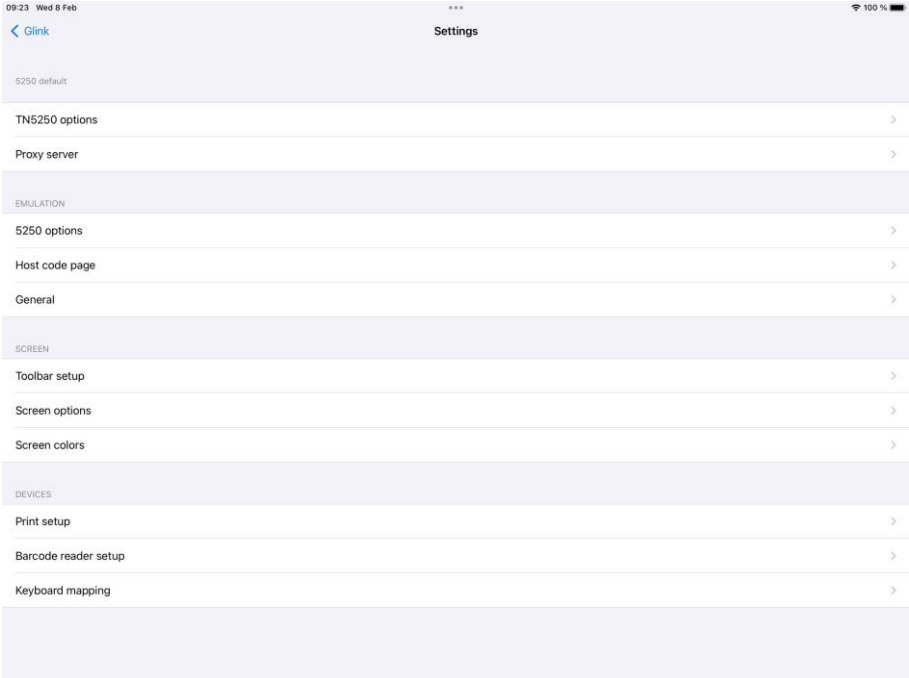 09:23 Wed 8 Feb 100 %
Glink Settings
5250 default
TN5250 options
Proxy server
EMULATION
5250 options
Host code page
General
SCREEN
Toolbar setup
Screen options
Screen colors
DEVICES
Print setup
Barcode reader setup
Keyboard mapping